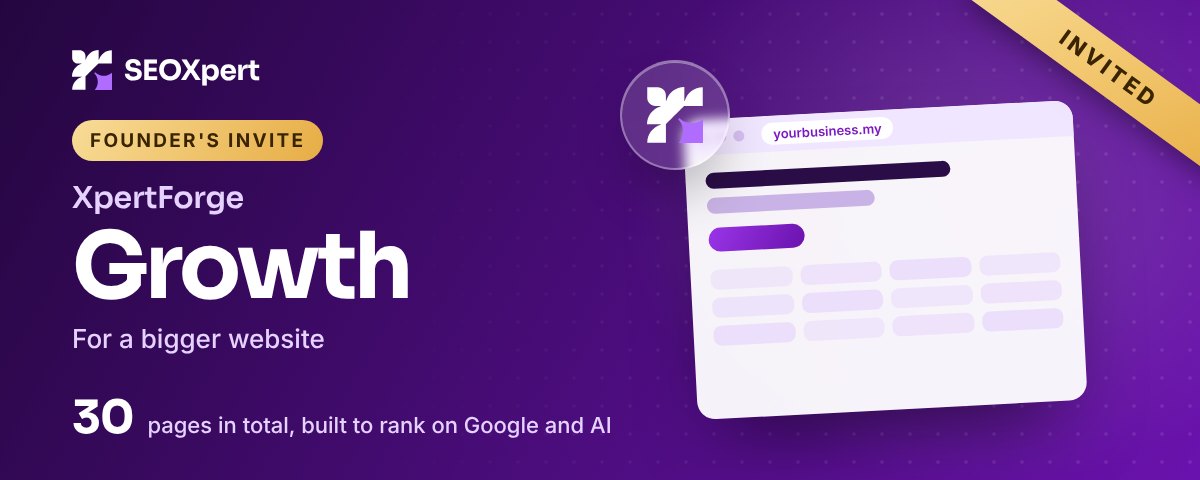 SEOXpert
FOUNDER'S INVITE
XpertForge
Growth
For a bigger website
30 pages in total, built to rank on Google and AI
yourbusiness.my
INVITED